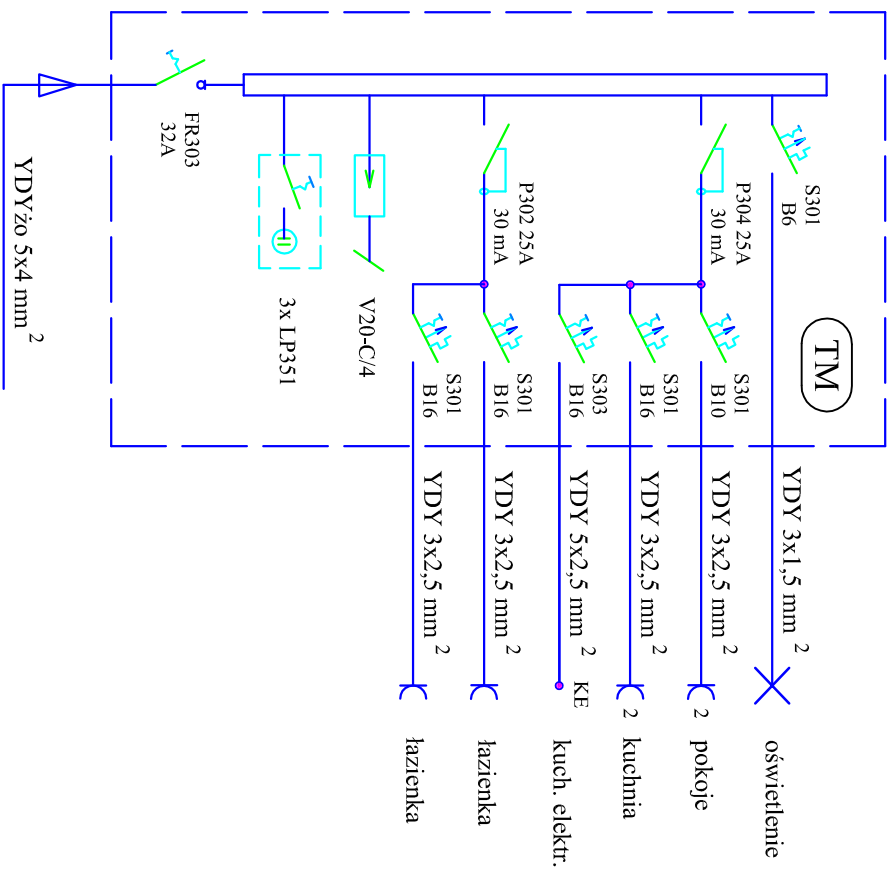 TM
YDYżo 5x4 mm 2
FR303
32A
3x LP351
V20-C/4
P302 25A
30 mA
P304 25A
30 mA
S301
B6
S301
B16
S301
B16
S303
B16
S301
B16
S301
B10
YDY 3x2,5 mm 2
YDY 3x2,5 mm 2
YDY 5x2,5 mm 2
YDY 3x2,5 mm 2
YDY 3x2,5 mm 2
YDY 3x1,5 mm 2
łazienka
łazienka
KE
kuch. elektr.
2 kuchnia
2 pokoje
oświetlenie